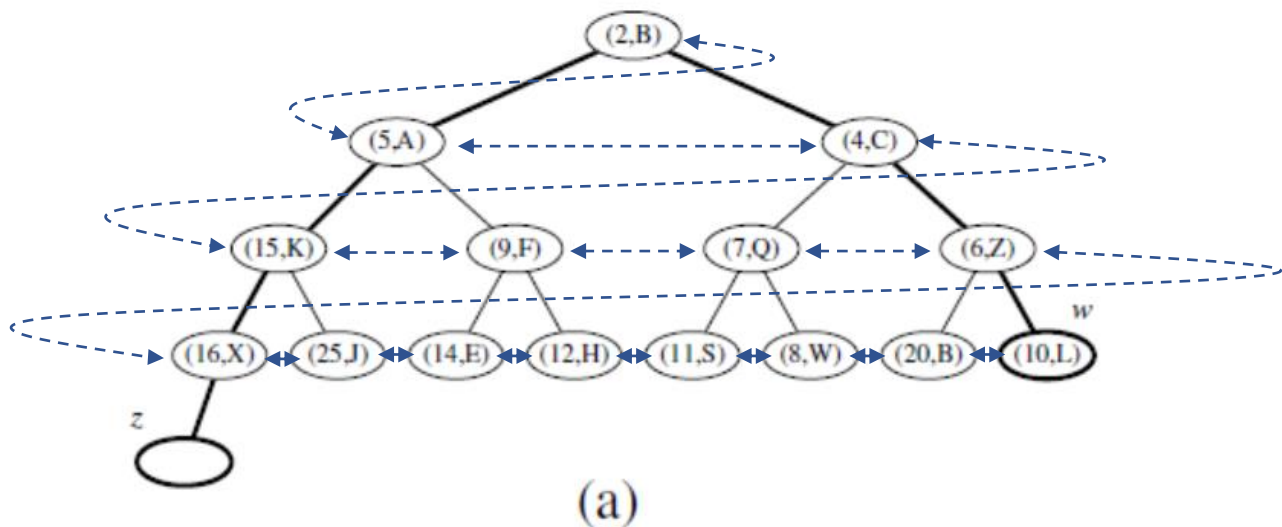 (2,B)
(5,A) (4,C)
(15,K) (9,F) (7,Q) (6,Z)
w
(16,X) (25,J) (14,E) (12,H) (11,S) (8,W) (20,B) (10,L)
z
(a)